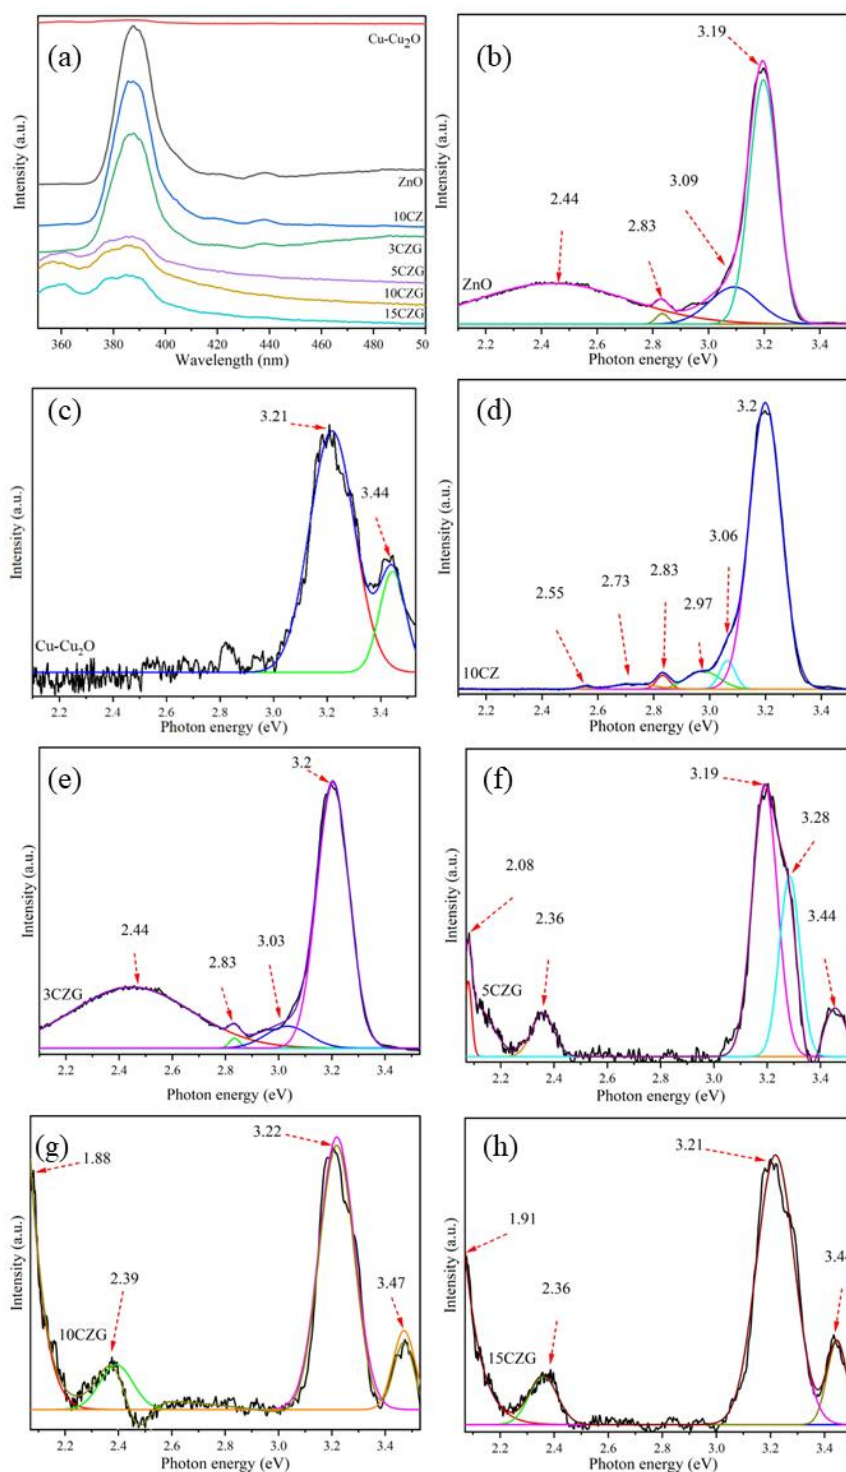 (a)
Cu-Cu2O
ZnO
10CZ
3CZG
5CZG
10CZG
15CZG
Intensity (a.u.)
360 380 400 420 440 460 480 50
Wavelength (nm)
(b)
3.19
3.09
2.83
2.44
ZnO
Intensity (a.u.)
2.2 2.4 2.6 2.8 3.0 3.2 3.4
Photon energy (eV)
(c)
3.21
3.44
Cu-Cu2O
Intensity (a.u.)
2.2 2.4 2.6 2.8 3.0 3.2 3.4
Photon energy (eV)
(d)
3.2
3.06
2.83
2.97
2.73
2.55
10CZ
Intensity (a.u.)
2.2 2.4 2.6 2.8 3.0 3.2 3.4
Photon energy (eV)
(e)
3.2
2.44
2.83
3.03
3CZG
Intensity (a.u.)
2.2 2.4 2.6 2.8 3.0 3.2 3.4
Photon energy (eV)
(f)
3.19
3.28
2.08
2.36
3.44
5CZG
Intensity (a.u.)
2.2 2.4 2.6 2.8 3.0 3.2 3.4
Photon energy (eV)
(g)
3.22
1.88
2.39
3.47
10CZG
Intensity (a.u.)
2.2 2.4 2.6 2.8 3.0 3.2 3.4
Photon energy (eV)
(h)
3.21
1.91
2.36
15CZG
Intensity (a.u.)
2.2 2.4 2.6 2.8 3.0 3.2 3.4
Photon energy (eV)